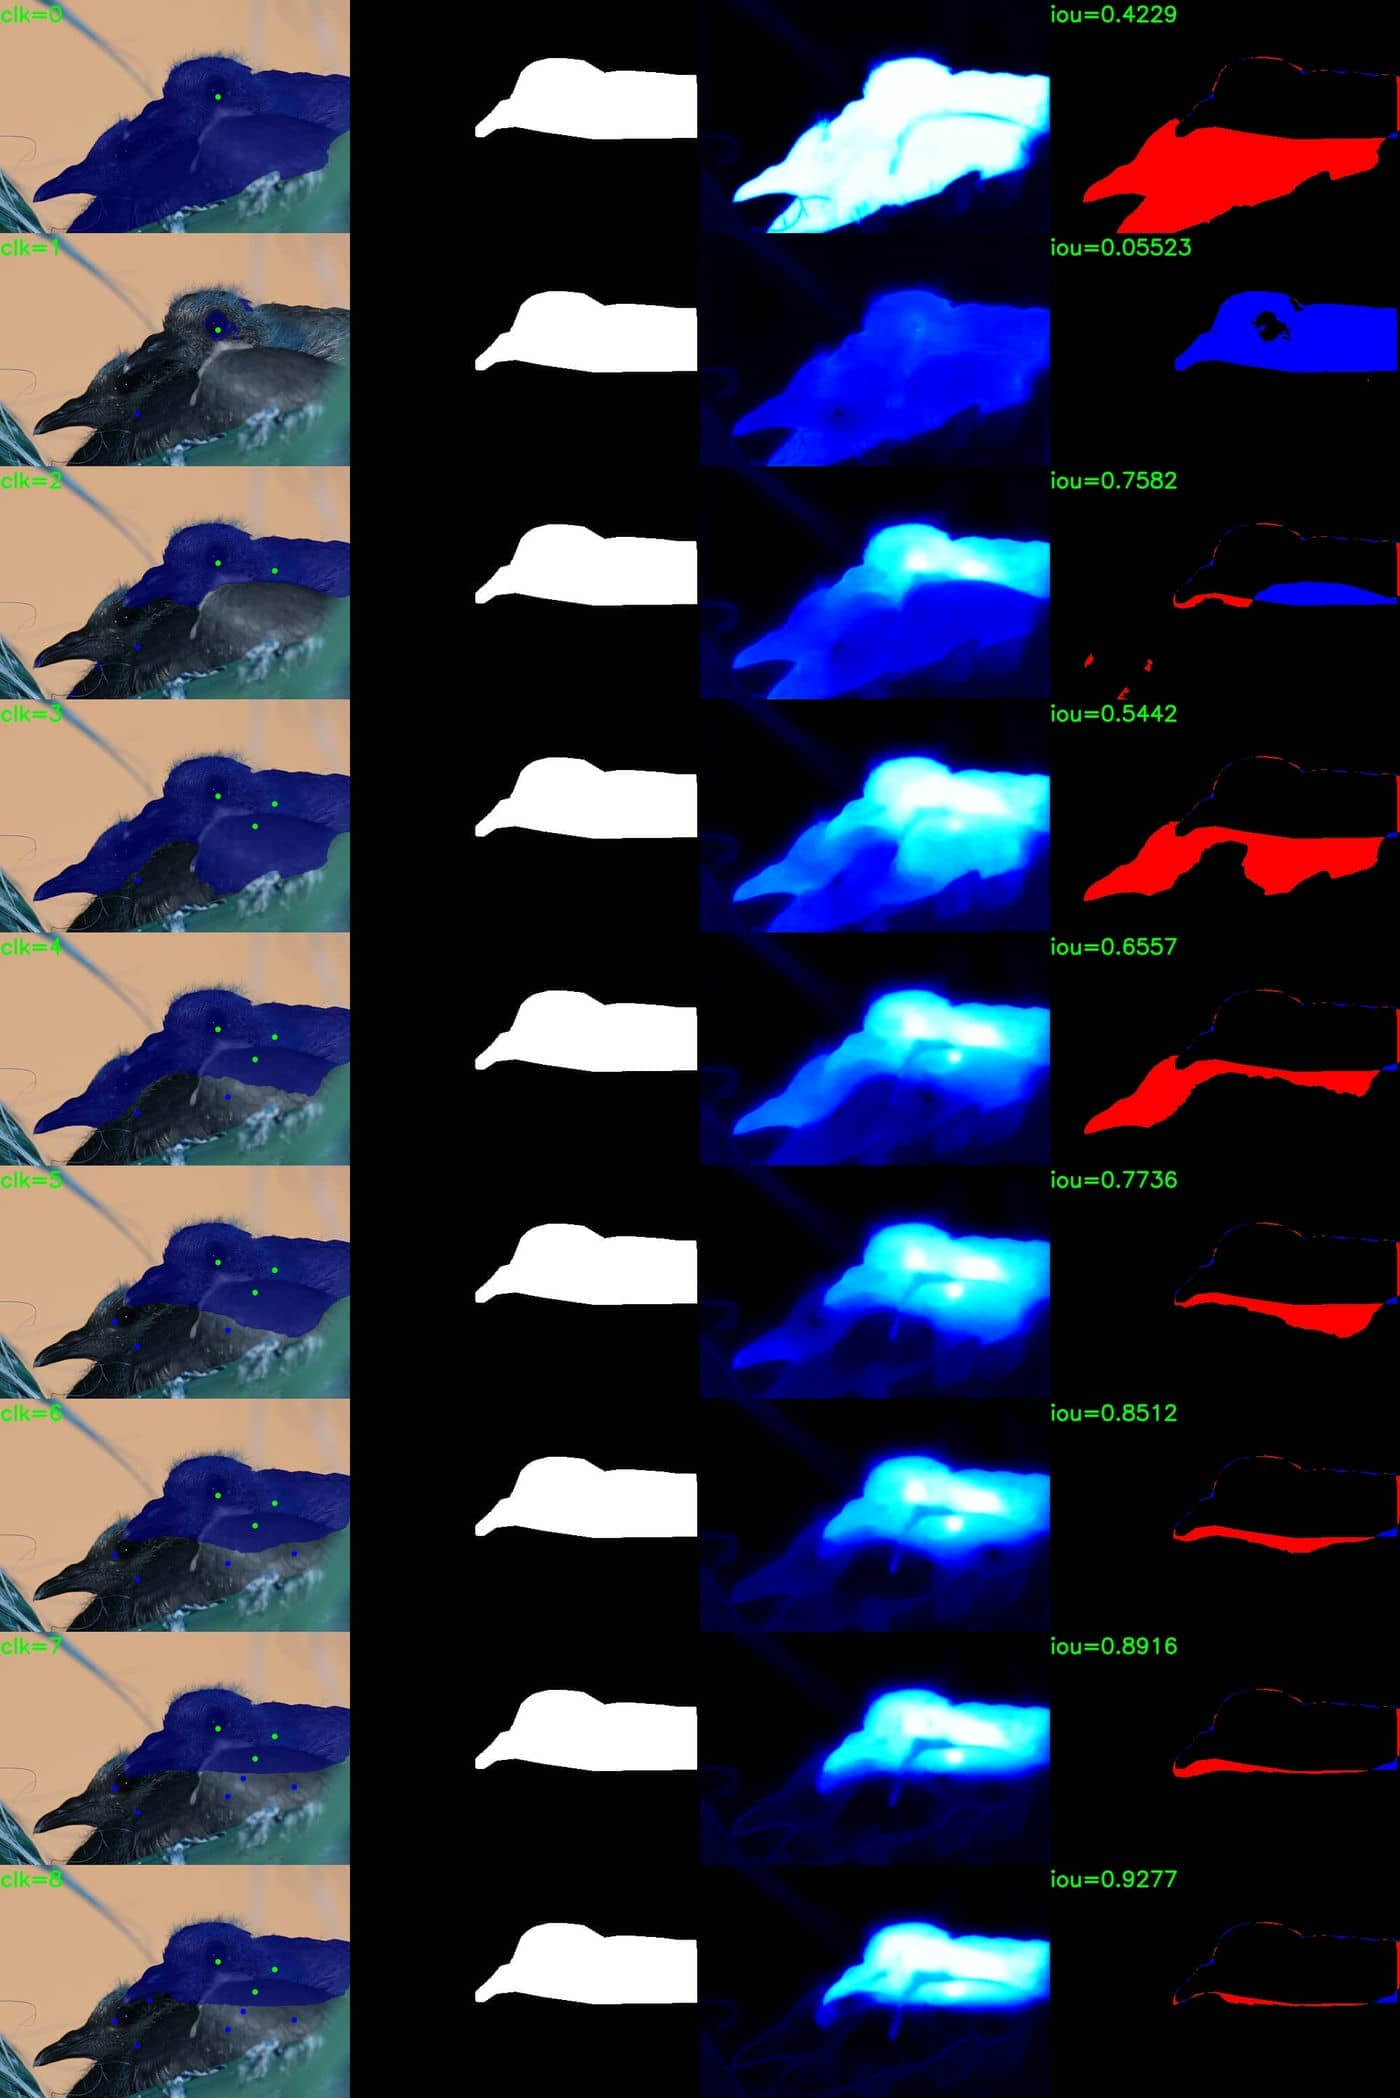 clk=0 iou=0.4229
clk=1 iou=0.05523
clk=2 iou=0.7582
clk=3 iou=0.5442
clk=4 iou=0.6557
clk=5 iou=0.7736
clk=6 iou=0.8512
clk=7 iou=0.8916
clk=8 iou=0.9277